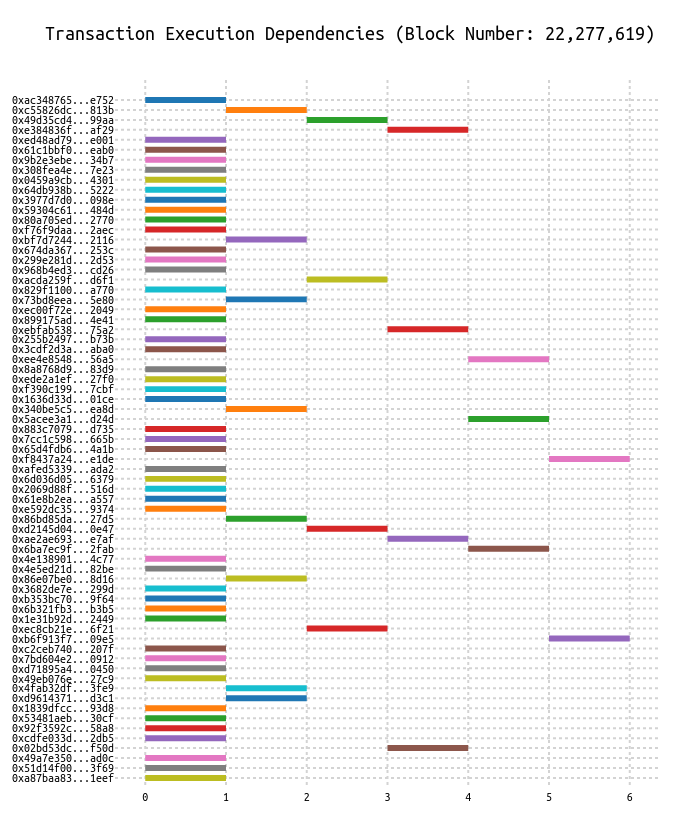 Transaction Execution Dependencies (Block Number: 22,277,619)
0xac348765...e752
0xc55826dc...813b
0x49d35cd4...99aa
0xe384836f...af29
0xed48ad79...e001
0x61c1bbf0...eab0
0x9b2e3ebe...34b7
0x308fea4e...7e23
0x0459a9cb...4301
0x64db938b...5222
0x3977d7d0...098e
0x59304c61...484d
0x80a705ed...2770
0xf76f9daa...2aec
0xbf7d7244...2116
0x674da367...253c
0x299e281d...2d53
0x968b4ed3...cd26
0xacda259f...d6f1
0x829f1100...a770
0x73bd8eea...5e80
0xec00f72e...2049
0x899175ad...4e41
0xebfab538...75a2
0x255b2497...b73b
0x3cdf2d3a...aba0
0xee4e8548...56a5
0x8a8768d9...83d9
0xede2a1ef...27f0
0xf390c199...7cbf
0x1636d33d...01ce
0x340be5c5...ea8d
0x5acee3a1...d24d
0x883c7079...d735
0x7cc1c598...665b
0x65d4fdb6...4a1b
0xf8437a24...e1de
0xafed5339...ada2
0x6d036d05...6379
0x2069d88f...516d
0x61e8b2ea...a557
0xe592dc35...9374
0x86bd85da...27d5
0xd2145d04...0e47
0xae2ae693...e7af
0x6ba7ec9f...2fab
0x4e138901...4c77
0x4e5ed21d...82be
0x86e07be0...8d16
0x3682de7e...299d
0xb353bc70...9f64
0x6b321fb3...b3b5
0x1e31b92d...2449
0xec8cb21e...6f21
0xb6f913f7...09e5
0xc2ceb740...207f
0x7bd604e2...0912
0xd71895a4...0450
0x49eb076e...27c9
0x4fab32df...3fe9
0xd9614371...d3c1
0x1839dfcc...93d8
0x53481aeb...30cf
0x92f3592c...58a8
0xcdfe033d...2db5
0x02bd53dc...f50d
0x49a7e350...ad0c
0x51d14f00...3f69
0xa87baa83...1eef
0 1 2 3 4 5 6